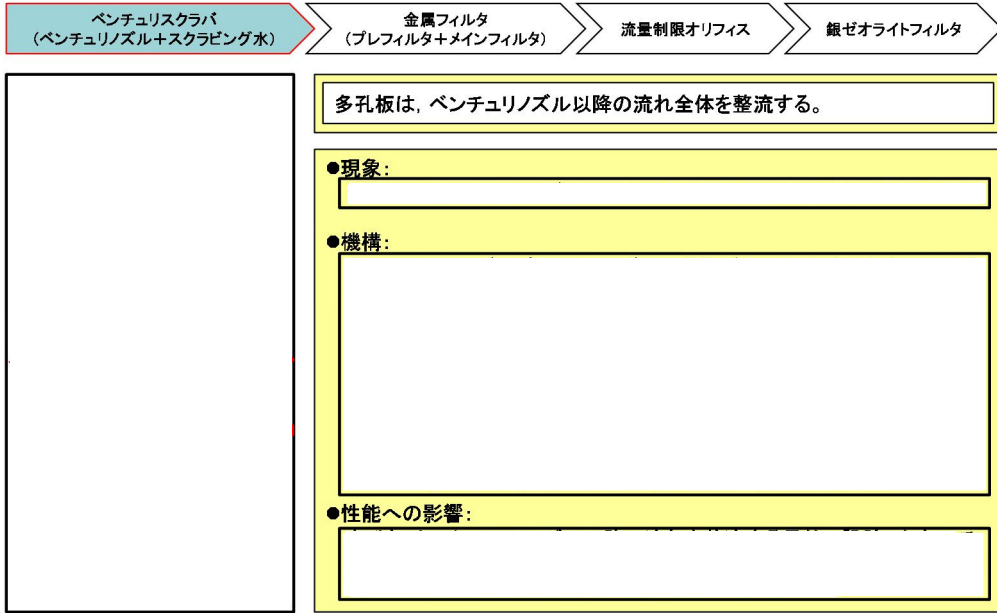 ベンチュリスクラバ
（ベンチュリノズル＋スクラビング水）
金属フィルタ
（プレフィルタ＋メインフィルタ）
流量制限オリフィス
銀ゼオライトフィルタ
多孔板は，ベンチュリノズル以降の流れ全体を整流する。
●現象：
●機構：
●性能への影響：